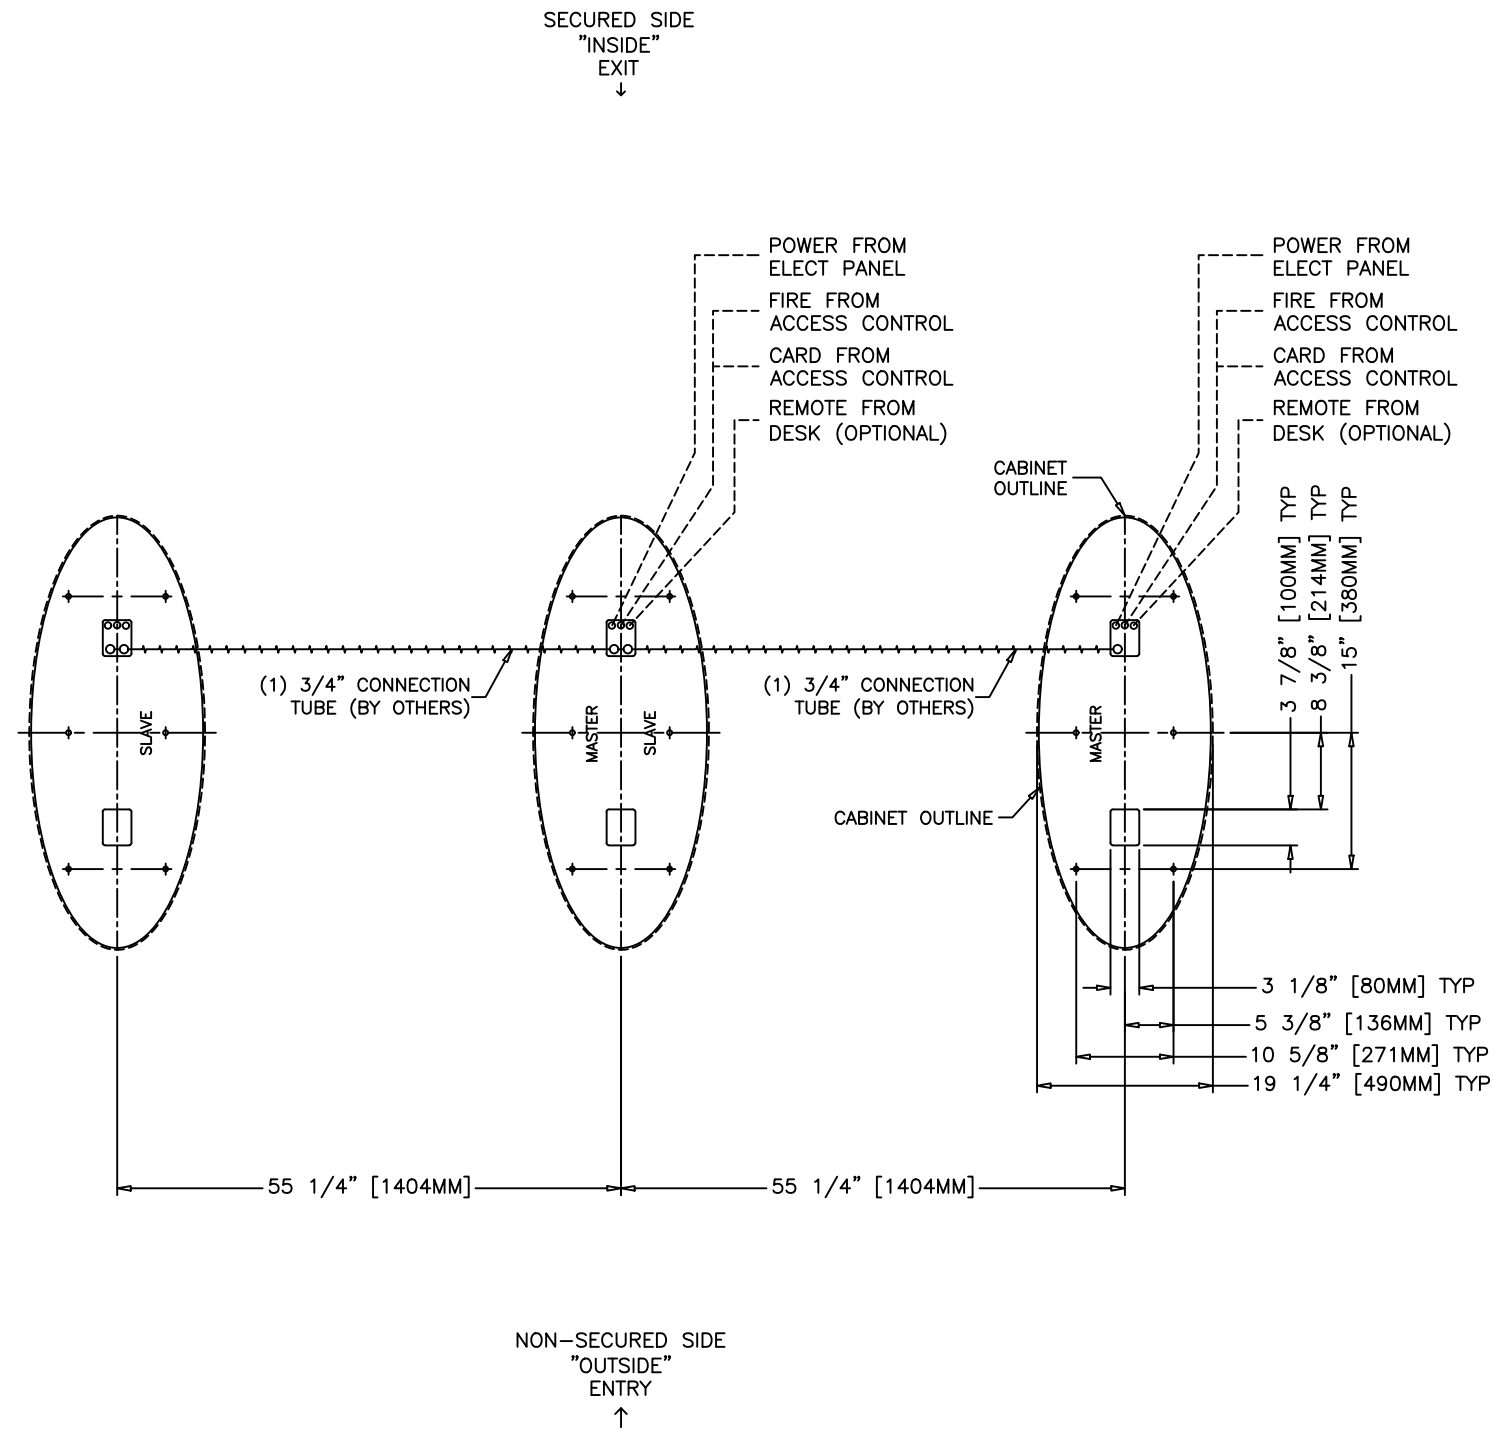 SECURED SIDE
"INSIDE"
EXIT
POWER FROM
ELECT PANEL
FIRE FROM
ACCESS CONTROL
CARD FROM
ACCESS CONTROL
REMOTE FROM
DESK (OPTIONAL)
POWER FROM
ELECT PANEL
FIRE FROM
ACCESS CONTROL
CARD FROM
ACCESS CONTROL
REMOTE FROM
DESK (OPTIONAL)
CABINET
OUTLINE
3 7/8" [100MM] TYP
8 3/8" [214MM] TYP
15" [380MM] TYP
(1) 3/4" CONNECTION
TUBE (BY OTHERS)
(1) 3/4" CONNECTION
TUBE (BY OTHERS)
SLAVE
MASTER
SLAVE
MASTER
CABINET OUTLINE
3 1/8" [80MM] TYP
5 3/8" [136MM] TYP
10 5/8" [271MM] TYP
19 1/4" [490MM] TYP
55 1/4" [1404MM]
55 1/4" [1404MM]
NON-SECURED SIDE
"OUTSIDE"
ENTRY